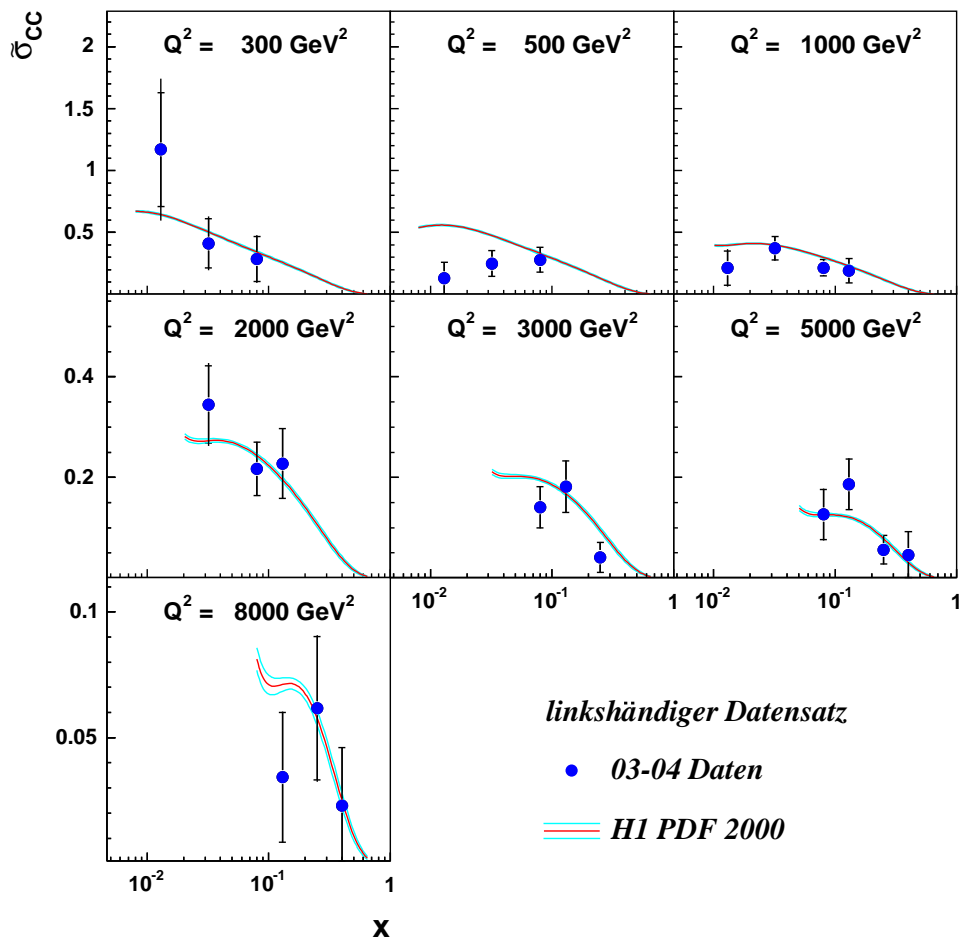 σ̃CC
Q² = 300 GeV²
Q² = 500 GeV²
Q² = 1000 GeV²
2
1.5
1
0.5
Q² = 2000 GeV²
Q² = 3000 GeV²
Q² = 5000 GeV²
0.4
0.2
10⁻² 10⁻¹ 1
10⁻² 10⁻¹ 1
Q² = 8000 GeV²
0.1
0.05
10⁻² 10⁻¹ 1
x
linkshändiger Datensatz
03-04 Daten
H1 PDF 2000